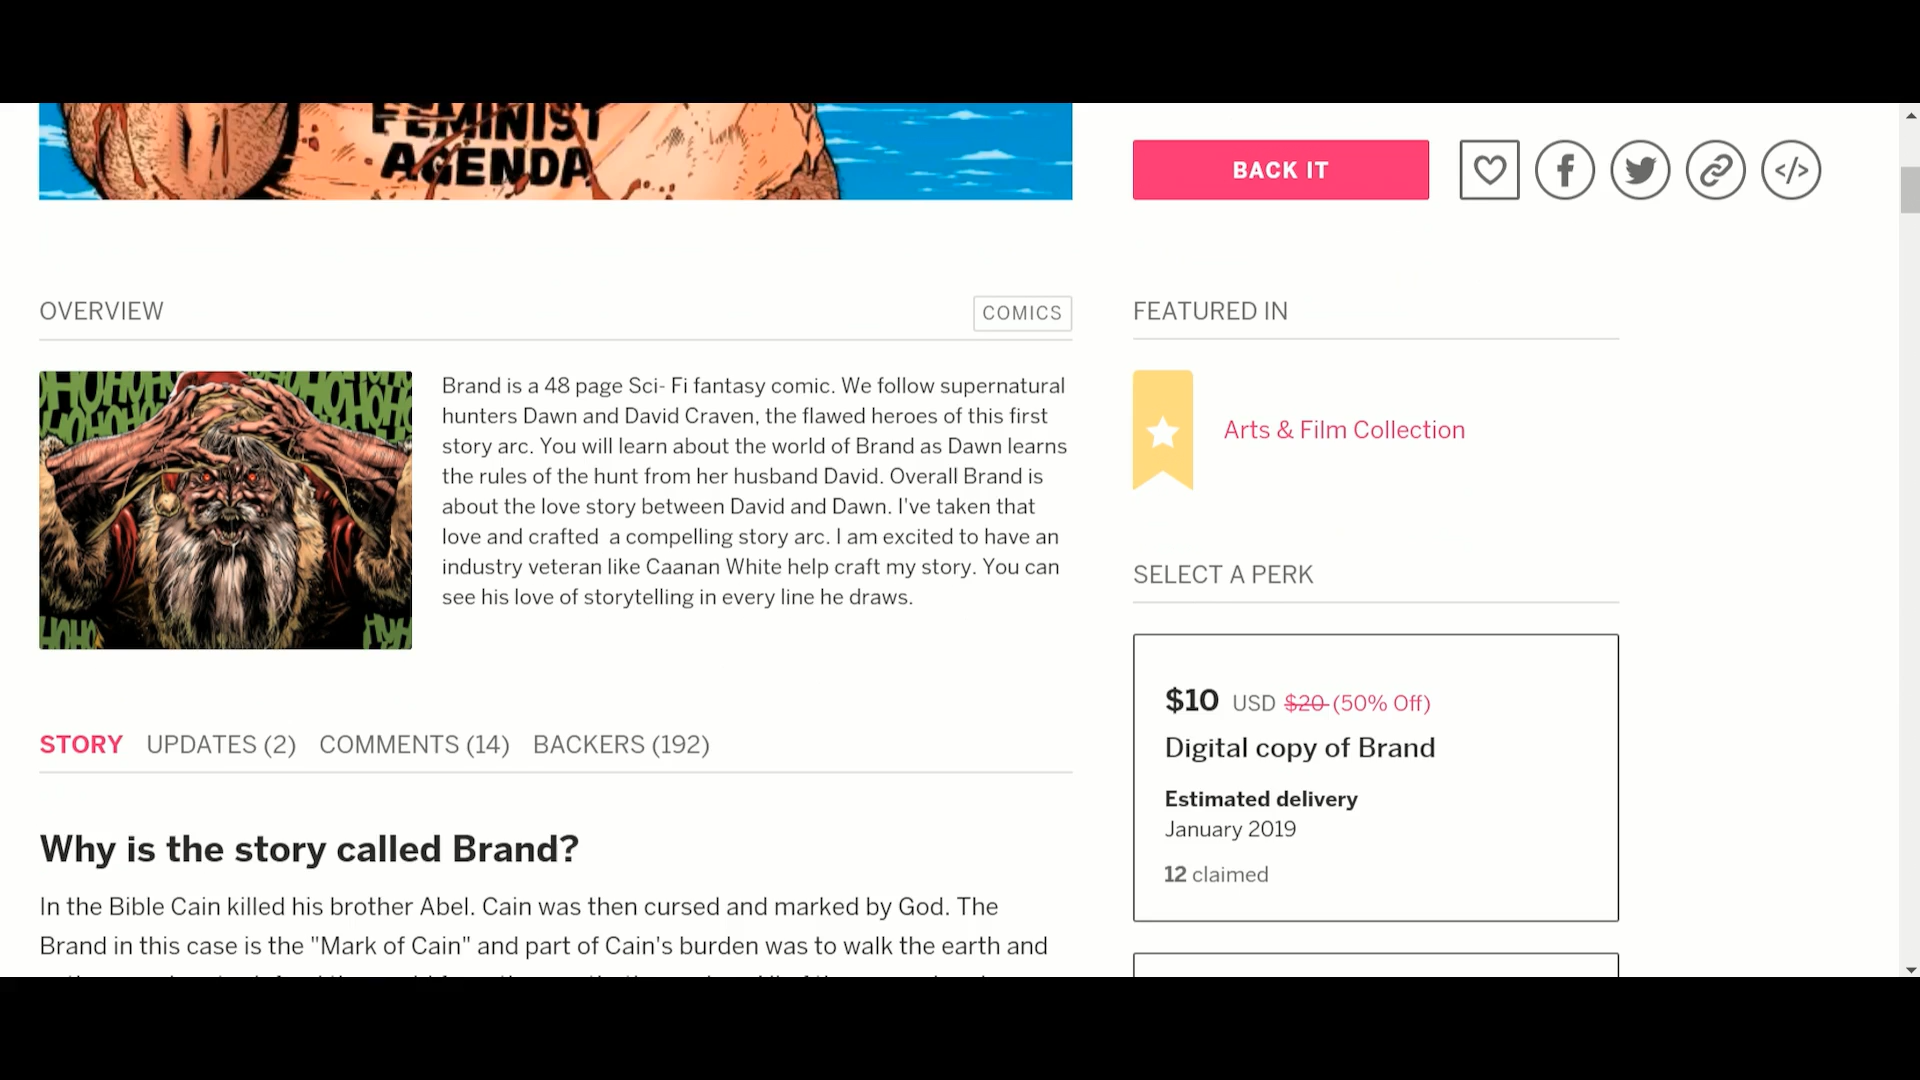 FEMINIST
AGENDA
BACK IT
OVERVIEW
COMICS
FEATURED IN
Brand is a 48 page Sci- Fi fantasy comic. We follow supernatural
hunters Dawn and David Craven, the flawed heroes of this first
story arc. You will learn about the world of Brand as Dawn learns
the rules of the hunt from her husband David. Overall Brand is
about the love story between David and Dawn. I've taken that
love and crafted a compelling story arc. I am excited to have an
industry veteran like Caanan White help craft my story. You can
see his love of storytelling in every line he draws.
Arts & Film Collection
SELECT A PERK
$10 USD $20 (50% Off)
Digital copy of Brand
Estimated delivery
January 2019
12 claimed
STORY UPDATES (2) COMMENTS (14) BACKERS (192)
Why is the story called Brand?
In the Bible Cain killed his brother Abel. Cain was then cursed and marked by God. The
Brand in this case is the "Mark of Cain" and part of Cain's burden was to walk the earth and